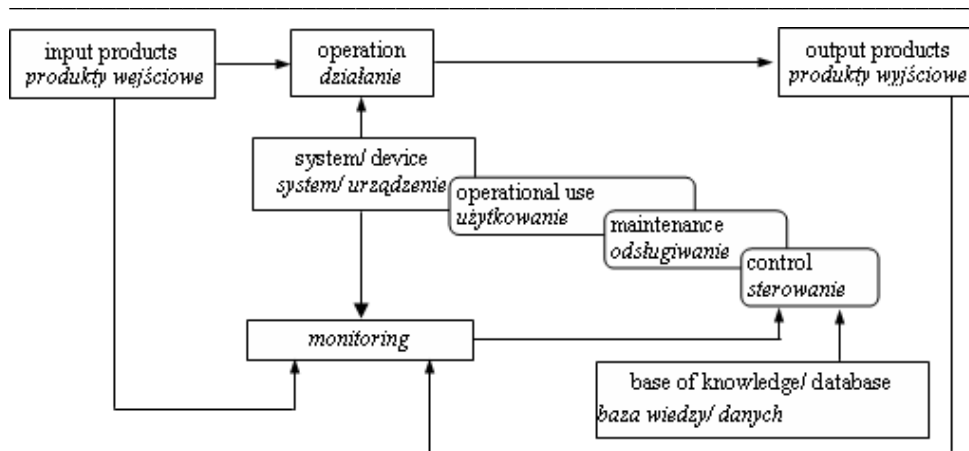 input products
produkty wejściowe
operation
działanie
output products
produkty wyjściowe
system/ device
system/ urządzenie
operational use
użytkowanie
maintenance
odsługiwanie
control
sterowanie
monitoring
base of knowledge/ database
baza wiedzy/ danych